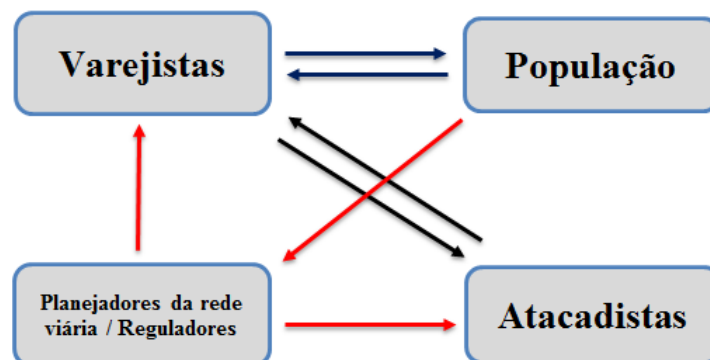 Varejistas
População
Planejadores da rede
viária / Reguladores
Atacadistas